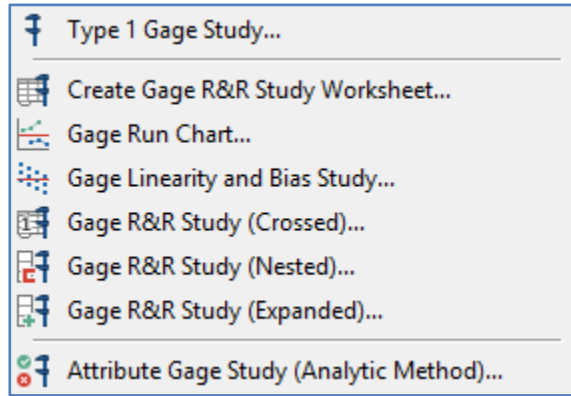 Type 1 Gage Study...
Create Gage R&R Study Worksheet...
Gage Run Chart...
Gage Linearity and Bias Study...
Gage R&R Study (Crossed)...
Gage R&R Study (Nested)...
Gage R&R Study (Expanded)...
Attribute Gage Study (Analytic Method)...